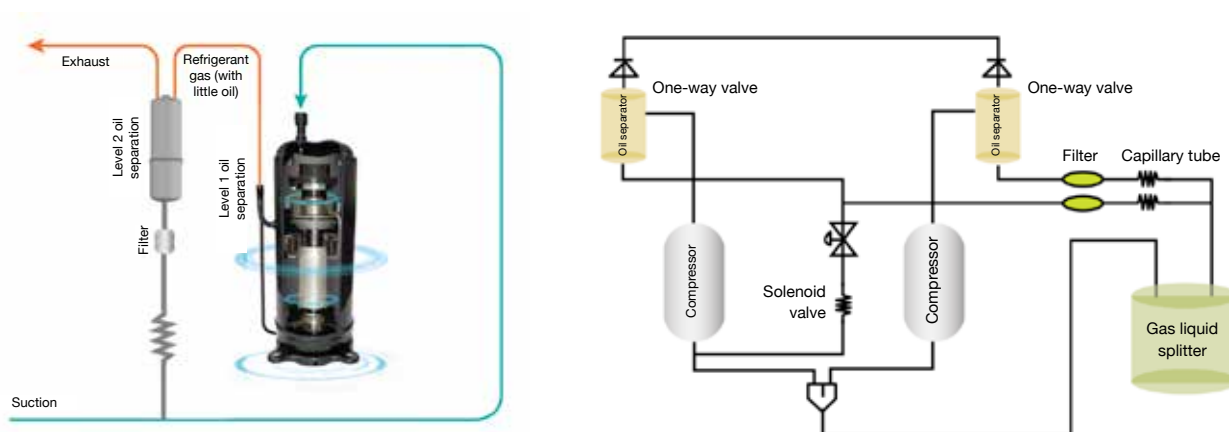 Exhaust
Refrigerant
gas (with
little oil)
Level 2 oil
separation
Level 1 oil
separation
Filter
Suction
One-way valve
One-way valve
Oil separator
Oil separator
Filter
Capillary tube
Compressor
Compressor
Solenoid
valve
Gas liquid
splitter